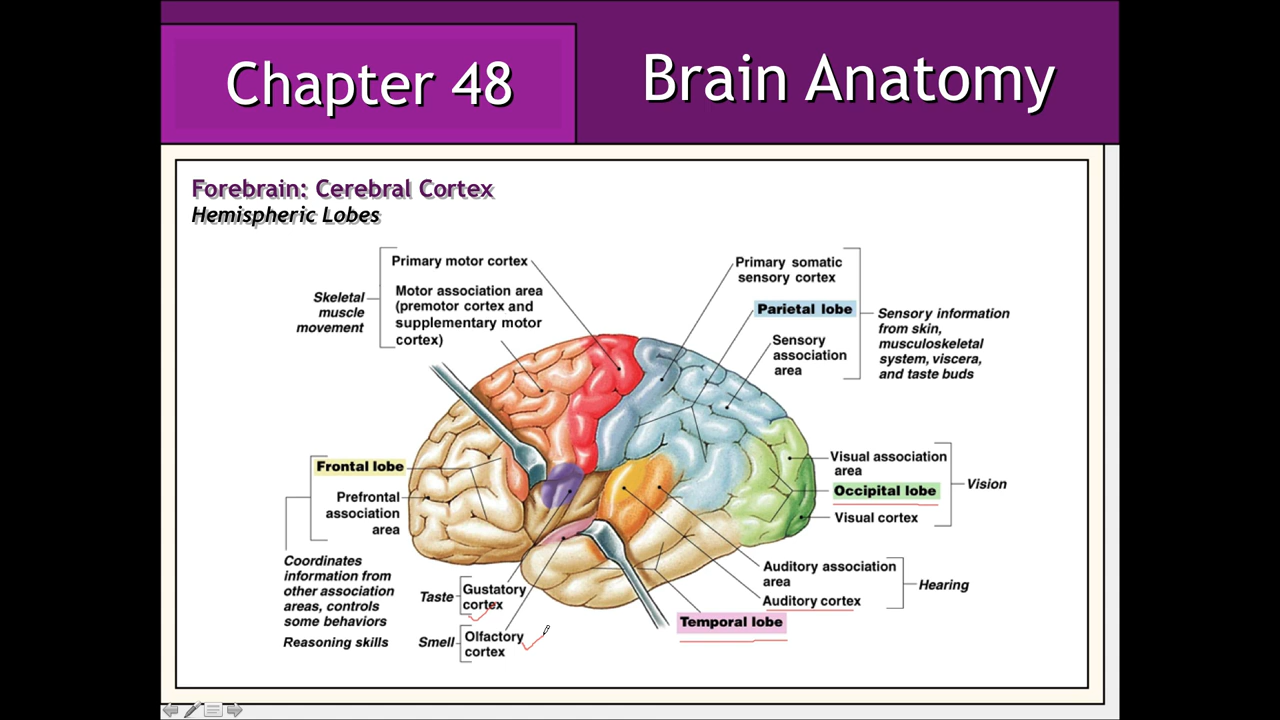 Chapter 48
Brain Anatomy
Forebrain: Cerebral Cortex
Hemispheric Lobes
Primary motor cortex
Motor association area
(premotor cortex and
supplementary motor
cortex)
Skeletal
muscle
movement
Primary somatic
sensory cortex
Parietal lobe
Sensory
association
area
Sensory information
from skin,
musculoskeletal
system, viscera,
and taste buds
Frontal lobe
Prefrontal
association
area
Coordinates
information from
other association
areas, controls
some behaviors
Reasoning skills
Visual association
area
Occipital lobe
Visual cortex
Vision
Taste
Gustatory
cortex
Smell
Olfactory
cortex
Auditory association
area
Auditory cortex
Hearing
Temporal lobe